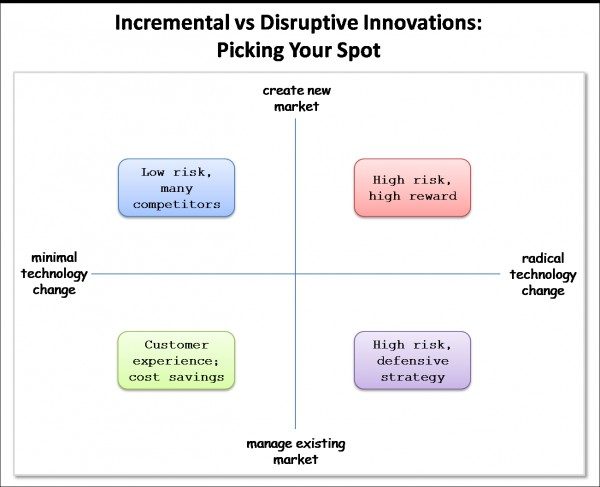 Incremental vs Disruptive Innovations:
Picking Your Spot
create new
market
Low risk,
many
competitors
High risk,
high reward
minimal
technology
change
radical
technology
change
Customer
experience;
cost savings
High risk,
defensive
strategy
manage existing
market